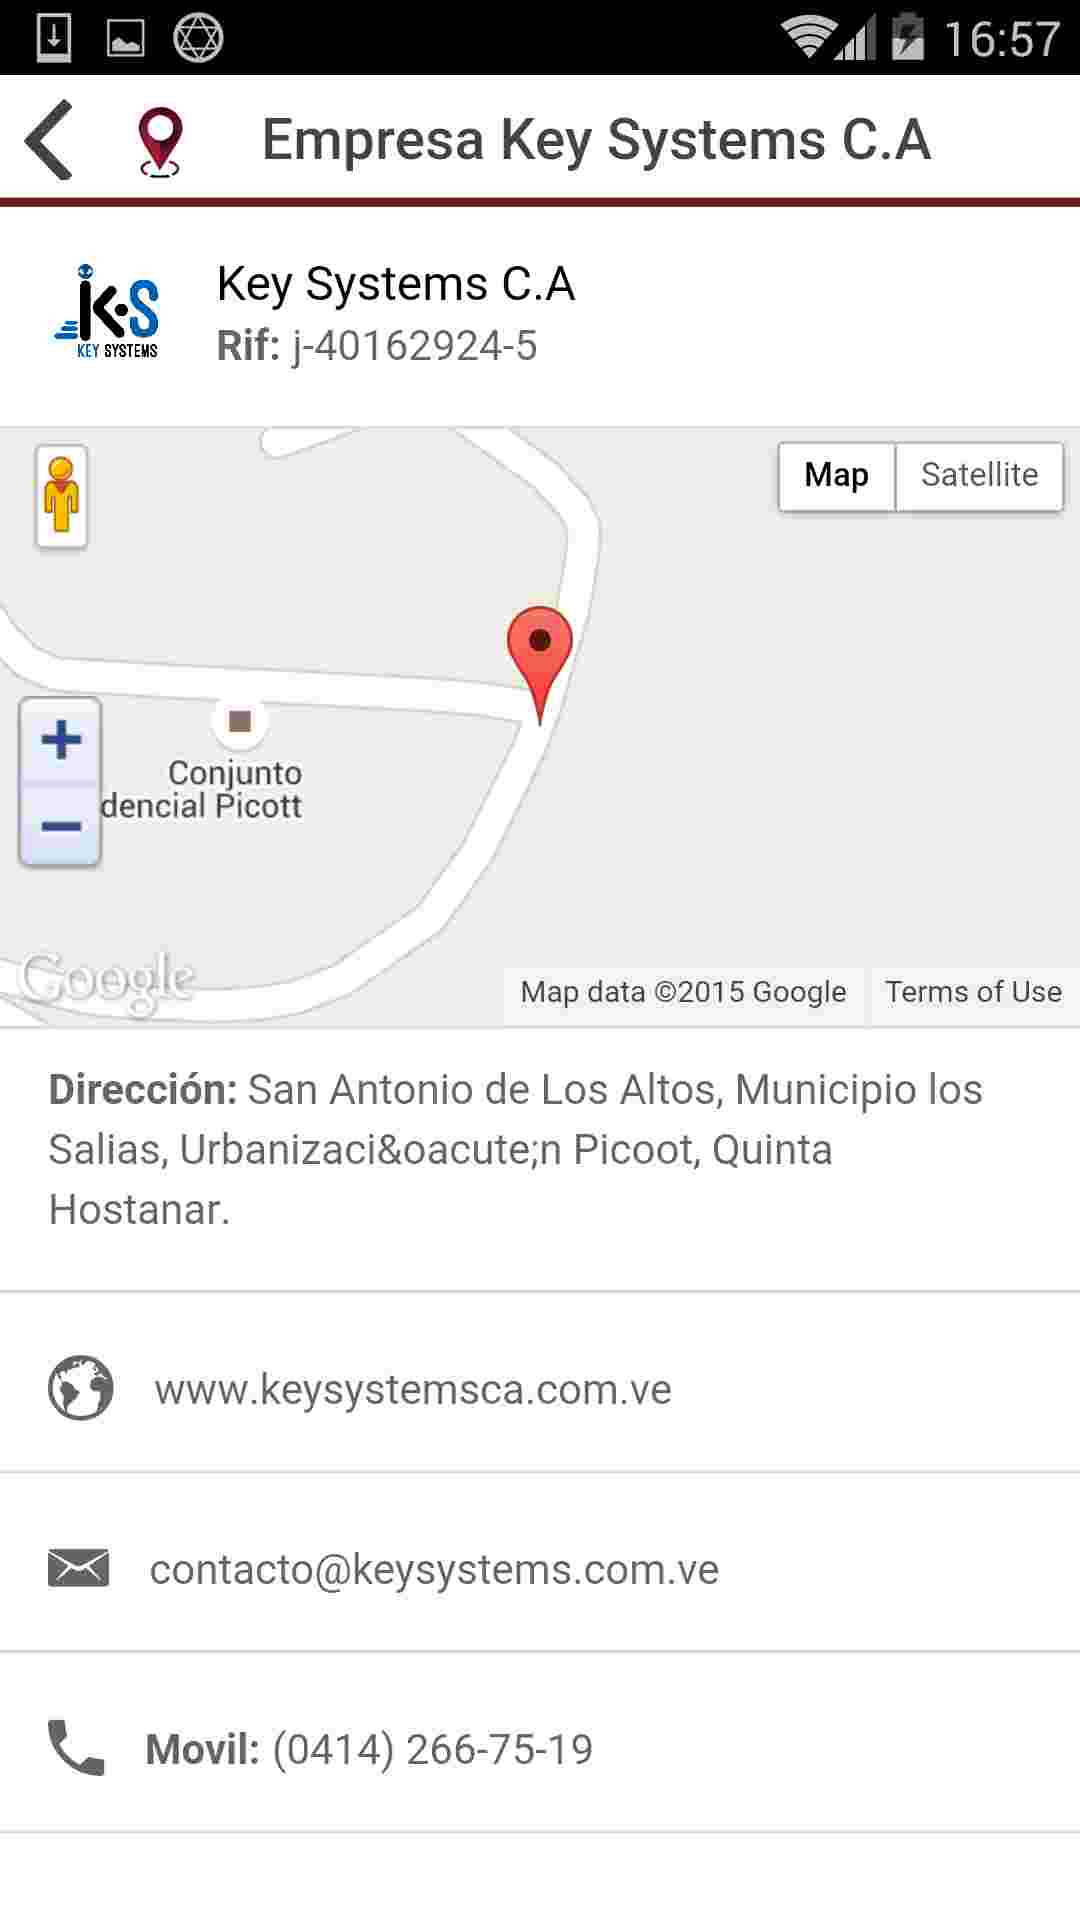 16:57
Empresa Key Systems C.A
k.S
KEY SYSTEMS
Key Systems C.A
Rif: j-40162924-5
Map
Satellite
Conjunto
dencial Picott
Google
Map data ©2015 Google
Terms of Use
Dirección: San Antonio de Los Altos, Municipio los
Salias, Urbanizaci&oacute;n Picoot, Quinta
Hostanar.
www.keysystemsca.com.ve
contacto@keysystems.com.ve
Movil: (0414) 266-75-19